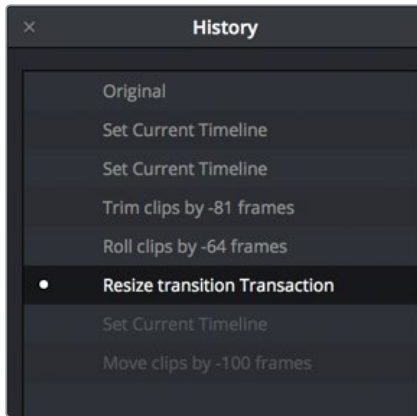 History
Original
Set Current Timeline
Set Current Timeline
Trim clips by -81 frames
Roll clips by -64 frames
Resize transition Transaction
Set Current Timeline
Move clips by -100 frames